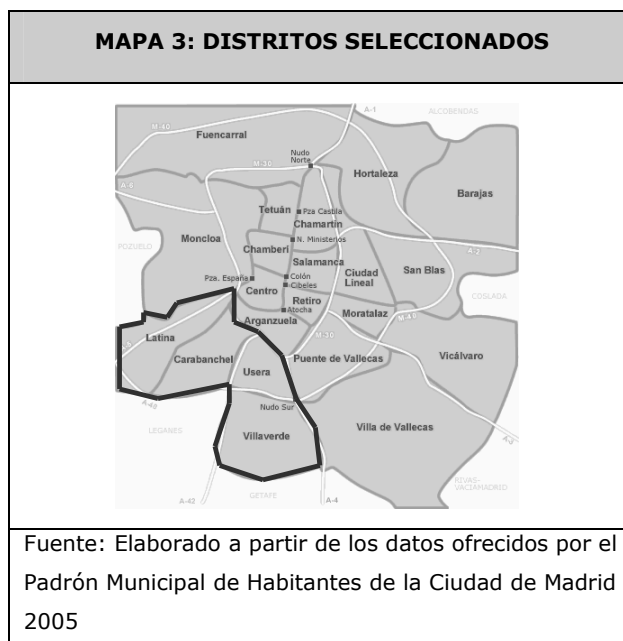 MAPA 3: DISTRITOS SELECCIONADOS
A-1
ALCOBENDAS
M-40
Fuencarral
Nudo
Norte
M-30
Hortaleza
A-6
Barajas
Tetuán
Pza Castilla
Chamartín
Moncloa
N. Ministerios
Chamberí
A-2
POZUELO
Salamanca
Ciudad
Lineal
San Blas
Pza. España
Colón
Cibeles
Centro
COSLADA
Retiro
Atocha
Moratalaz
M-40
Arganzuela
Latina
M-30
A-5
Carabanchel
Puente de Vallecas
Vicálvaro
Usera
Nudo Sur
LEGANES
Villaverde
Villa de Vallecas
A-3
RIVAS-
VACIAMADRID
A-42
GETAFE
A-4
Fuente: Elaborado a partir de los datos ofrecidos por el
Padrón Municipal de Habitantes de la Ciudad de Madrid
2005